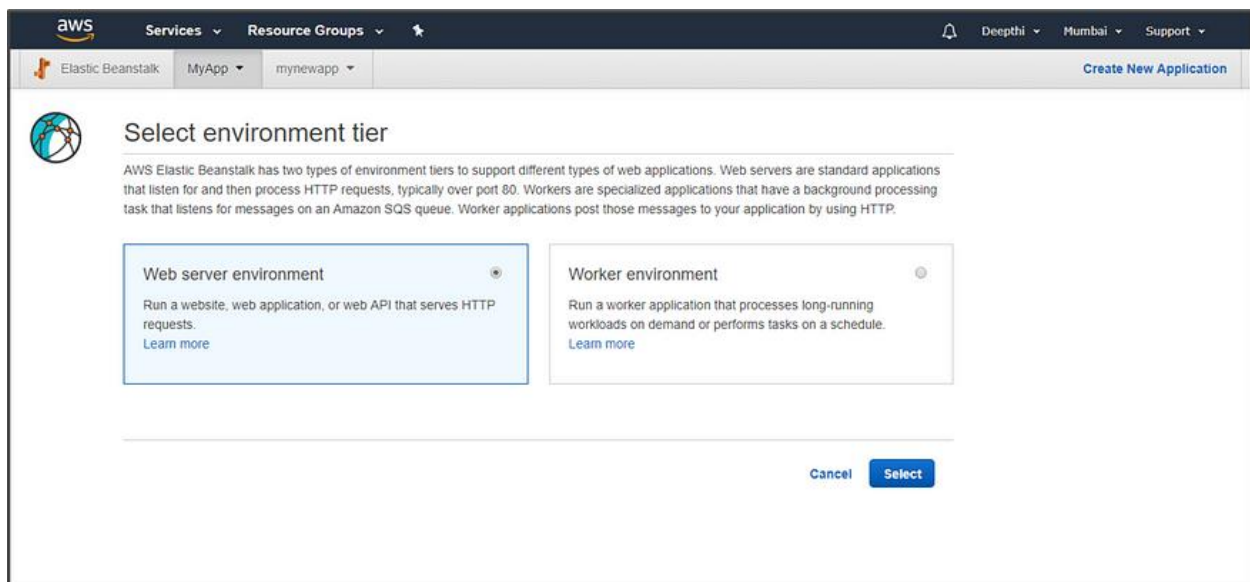 aws Services Resource Groups Deepthi Mumbai Support
Elastic Beanstalk MyApp mynewapp Create New Application
Select environment tier
AWS Elastic Beanstalk has two types of environment tiers to support different types of web applications. Web servers are standard applications
that listen for and then process HTTP requests, typically over port 80. Workers are specialized applications that have a background processing
task that listens for messages on an Amazon SQS queue. Worker applications post those messages to your application by using HTTP.
Web server environment
Run a website, web application, or web API that serves HTTP
requests.
Learn more
Worker environment
Run a worker application that processes long-running
workloads on demand or performs tasks on a schedule.
Learn more
Cancel Select